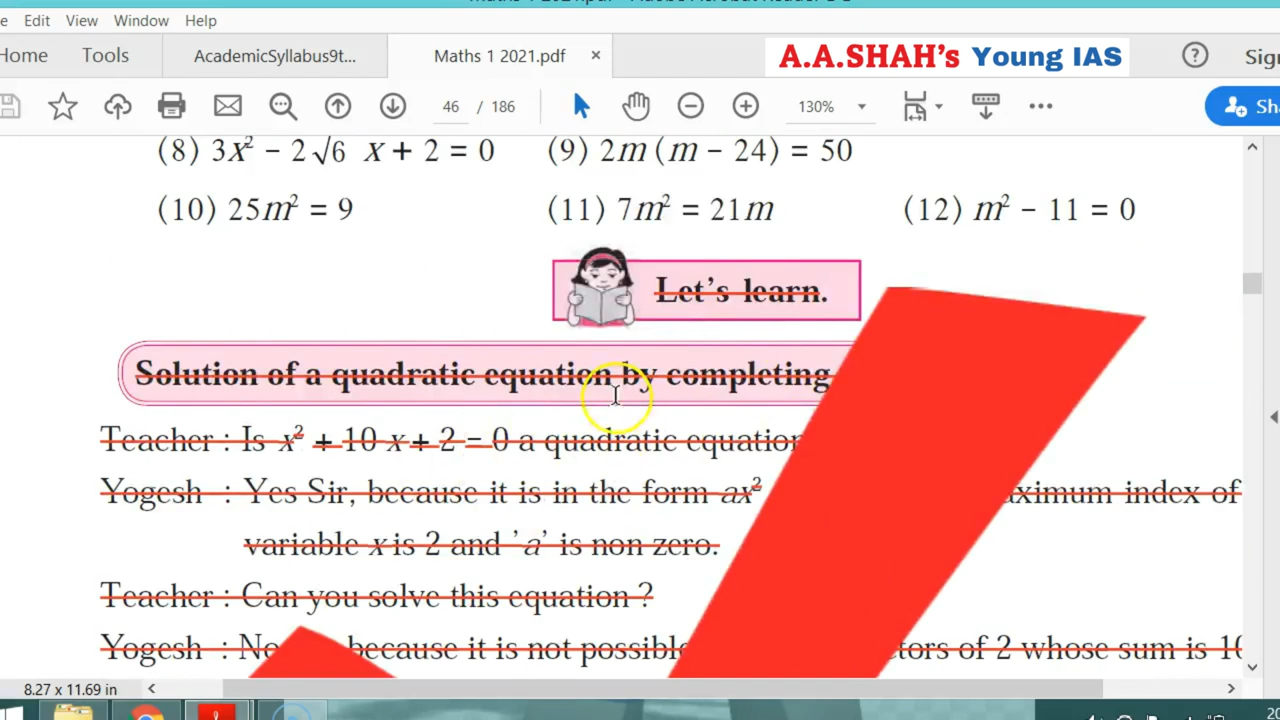 Edit View Window Help
Home Tools AcademicSyllabus9t... Maths 1 2021.pdf × A.A.SHAH's Young IAS
46 / 186 130%
(8) 3x² − 2√6 x + 2 = 0 (9) 2m (m − 24) = 50
(10) 25m² = 9 (11) 7m² = 21m (12) m² − 11 = 0
Let's learn.
Solution of a quadratic equation by completing
Teacher : Is x² + 10 x + 2 = 0 a quadratic equation
Yogesh : Yes Sir, because it is in the form ax² index of
variable x is 2 and 'a' is non zero.
Teacher : Can you solve this equation ?
Yogesh : because it is not possible of 2 whose sum is 10
8.27 x 11.69 in